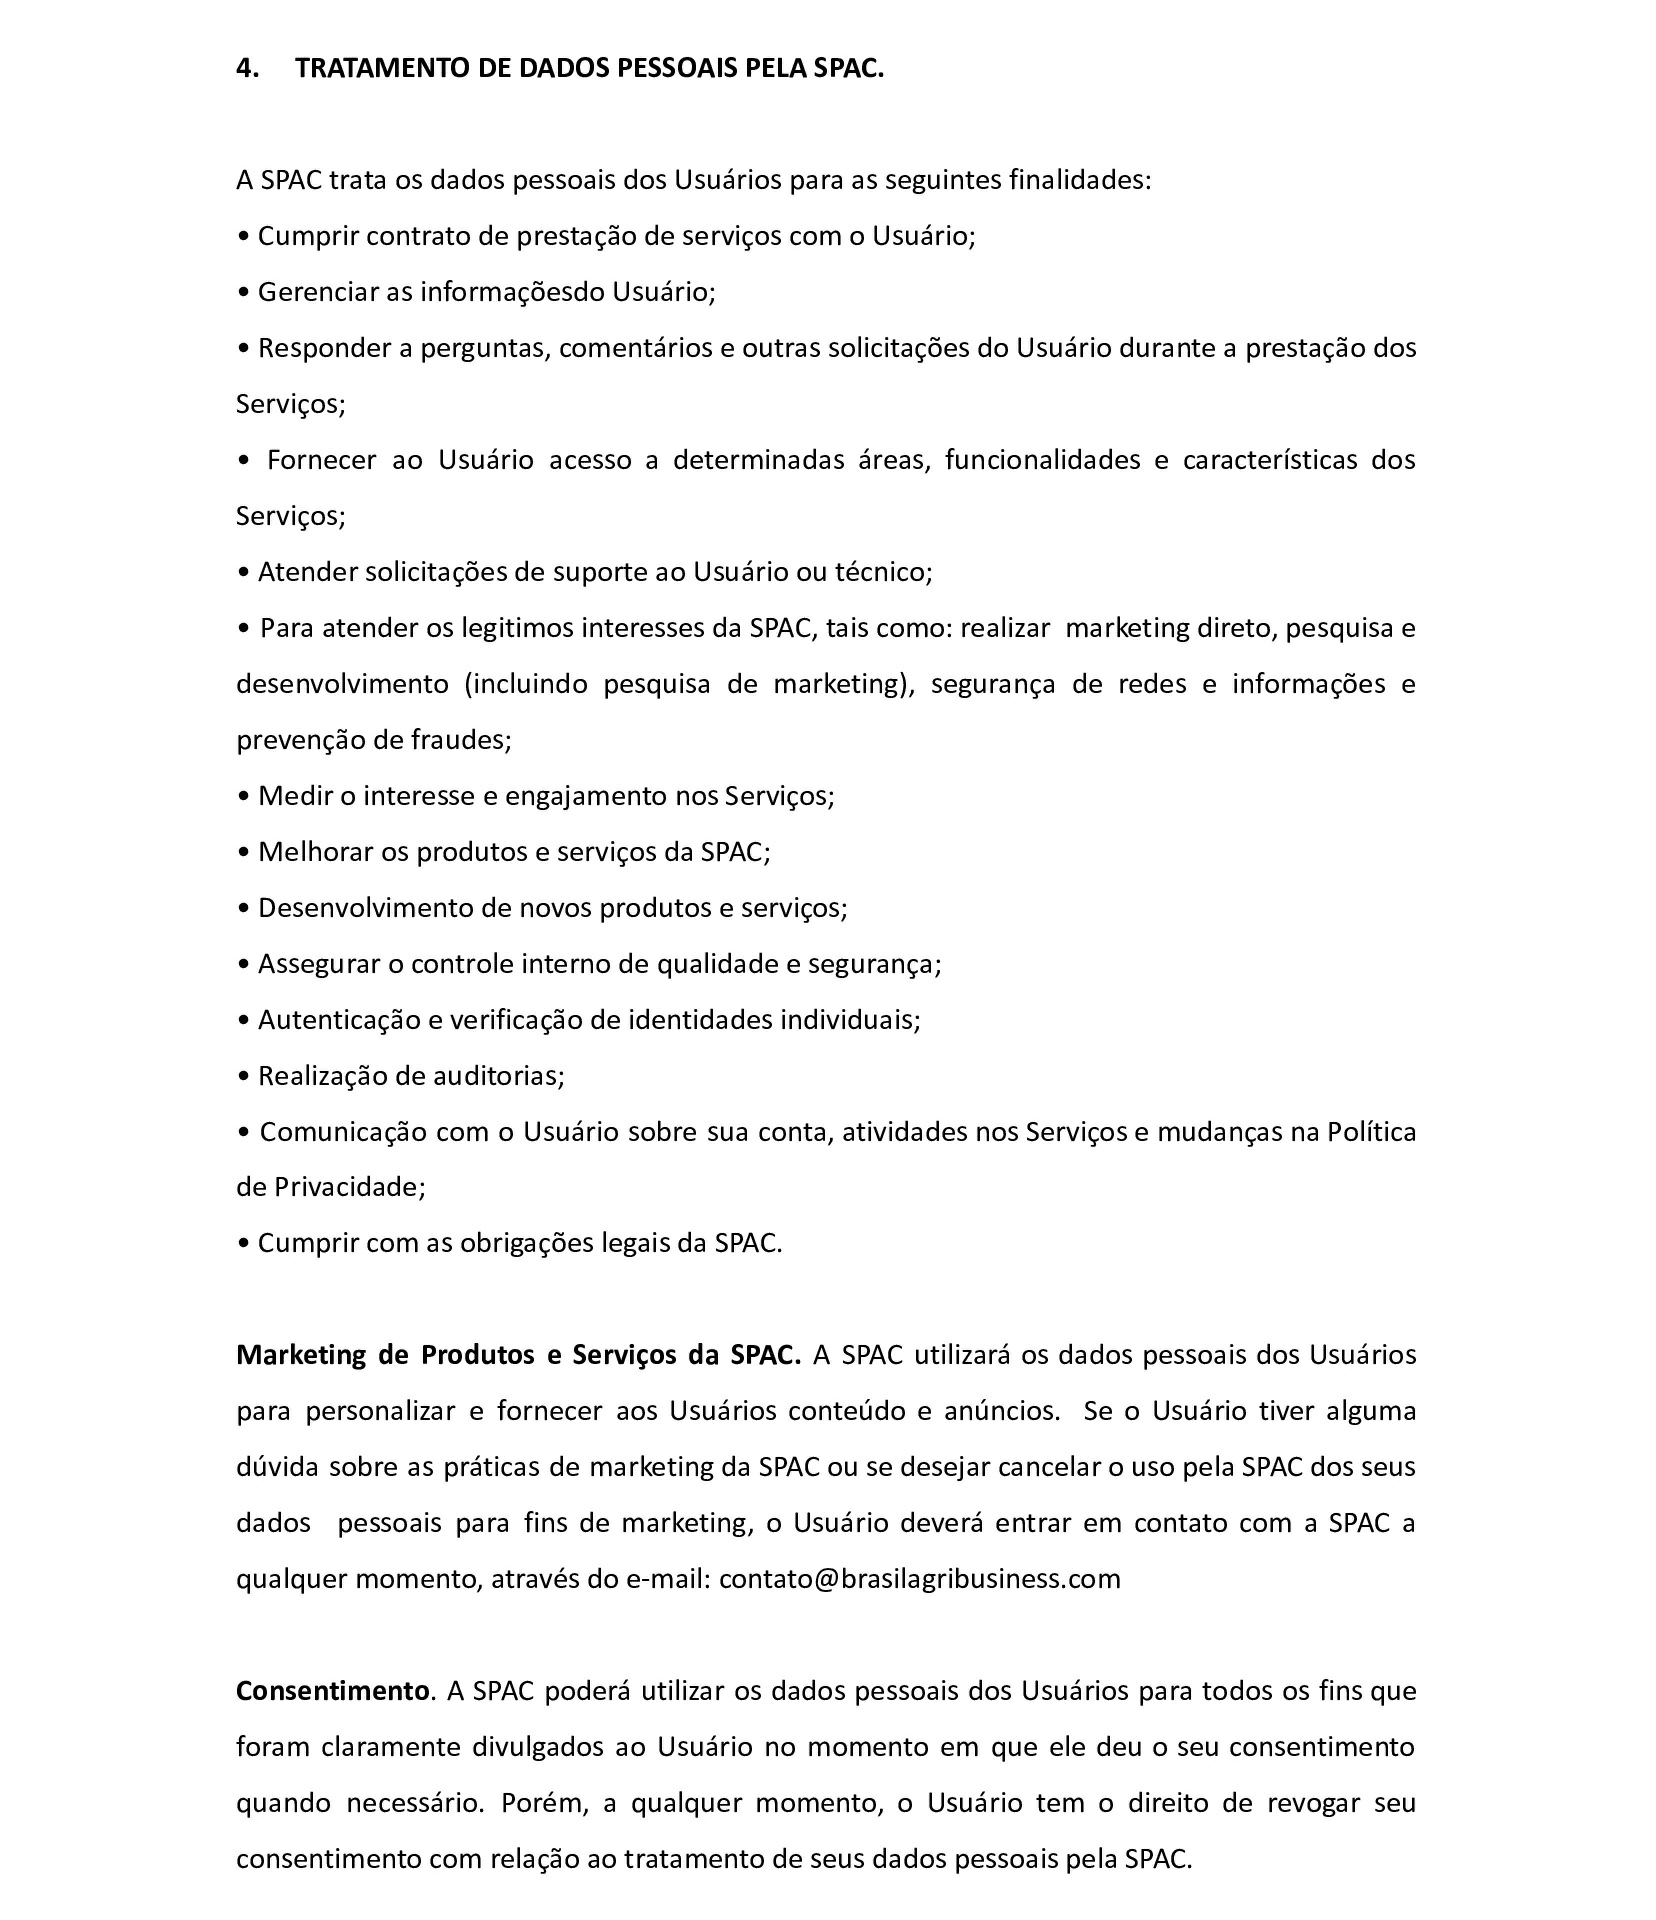 4. TRATAMENTO DE DADOS PESSOAIS PELA SPAC.
A SPAC trata os dados pessoais dos Usuários para as seguintes finalidades:
• Cumprir contrato de prestação de serviços com o Usuário;
• Gerenciar as informaçõesdo Usuário;
• Responder a perguntas, comentários e outras solicitações do Usuário durante a prestação dos
Serviços;
• Fornecer ao Usuário acesso a determinadas áreas, funcionalidades e características dos
Serviços;
• Atender solicitações de suporte ao Usuário ou técnico;
• Para atender os legitimos interesses da SPAC, tais como: realizar  marketing direto, pesquisa e
desenvolvimento (incluindo pesquisa de marketing), segurança de redes e informações e
prevenção de fraudes;
• Medir o interesse e engajamento nos Serviços;
• Melhorar os produtos e serviços da SPAC;
• Desenvolvimento de novos produtos e serviços;
• Assegurar o controle interno de qualidade e segurança;
• Autenticação e verificação de identidades individuais;
• Realização de auditorias;
• Comunicação com o Usuário sobre sua conta, atividades nos Serviços e mudanças na Política
de Privacidade;
• Cumprir com as obrigações legais da SPAC.
Marketing de Produtos e Serviços da SPAC. A SPAC utilizará os dados pessoais dos Usuários
para personalizar e fornecer aos Usuários conteúdo e anúncios.  Se o Usuário tiver alguma
dúvida sobre as práticas de marketing da SPAC ou se desejar cancelar o uso pela SPAC dos seus
dados  pessoais para fins de marketing, o Usuário deverá entrar em contato com a SPAC a
qualquer momento, através do e-mail: contato@brasilagribusiness.com
Consentimento. A SPAC poderá utilizar os dados pessoais dos Usuários para todos os fins que
foram claramente divulgados ao Usuário no momento em que ele deu o seu consentimento
quando necessário. Porém, a qualquer momento, o Usuário tem o direito de revogar seu
consentimento com relação ao tratamento de seus dados pessoais pela SPAC.